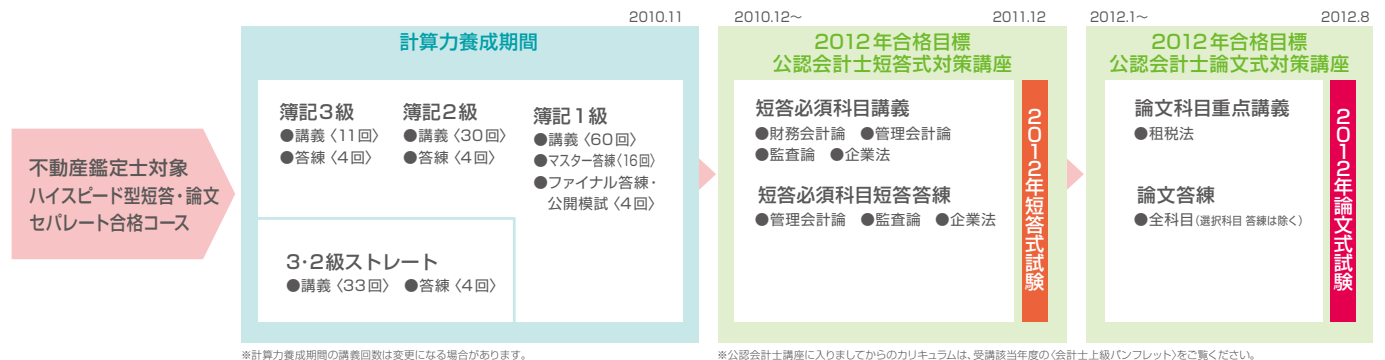 不動産鑑定士対象
ハイスピード型短答・論文
セパレート合格コース
2010.11
計算力養成期間
簿記3級
●講義〈11回〉
●答練〈4回〉
簿記2級
●講義〈30回〉
●答練〈4回〉
簿記1級
●講義〈60回〉
●マスター答練〈16回〉
●ファイナル答練・
公開模試〈4回〉
3・2級ストレート
●講義〈33回〉 ●答練〈4回〉
※計算力養成期間の講義回数は変更になる場合があります。
2010.12～ 2011.12
2012年合格目標
公認会計士短答式対策講座
短答必須科目講義
●財務会計論 ●管理会計論
●監査論 ●企業法
短答必須科目短答答練
●管理会計論 ●監査論 ●企業法
2012年短答式試験
2012.1～ 2012.8
2012年合格目標
公認会計士論文式対策講座
論文科目重点講義
●租税法
論文答練
●全科目(選択科目 答練は除く)
2012年論文式試験
※公認会計士講座に入りましてからのカリキュラムは、受講該当年度の〈会計士上級パンフレット〉をご覧ください。